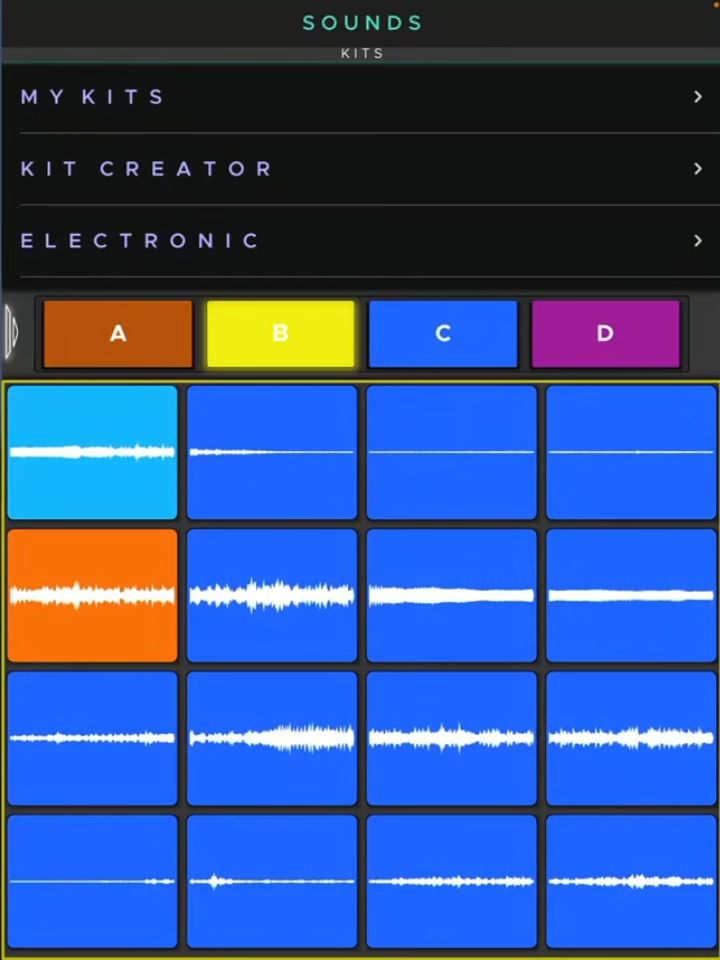 SOUNDS
KITS
MY KITS
KIT CREATOR
ELECTRONIC
A B C D